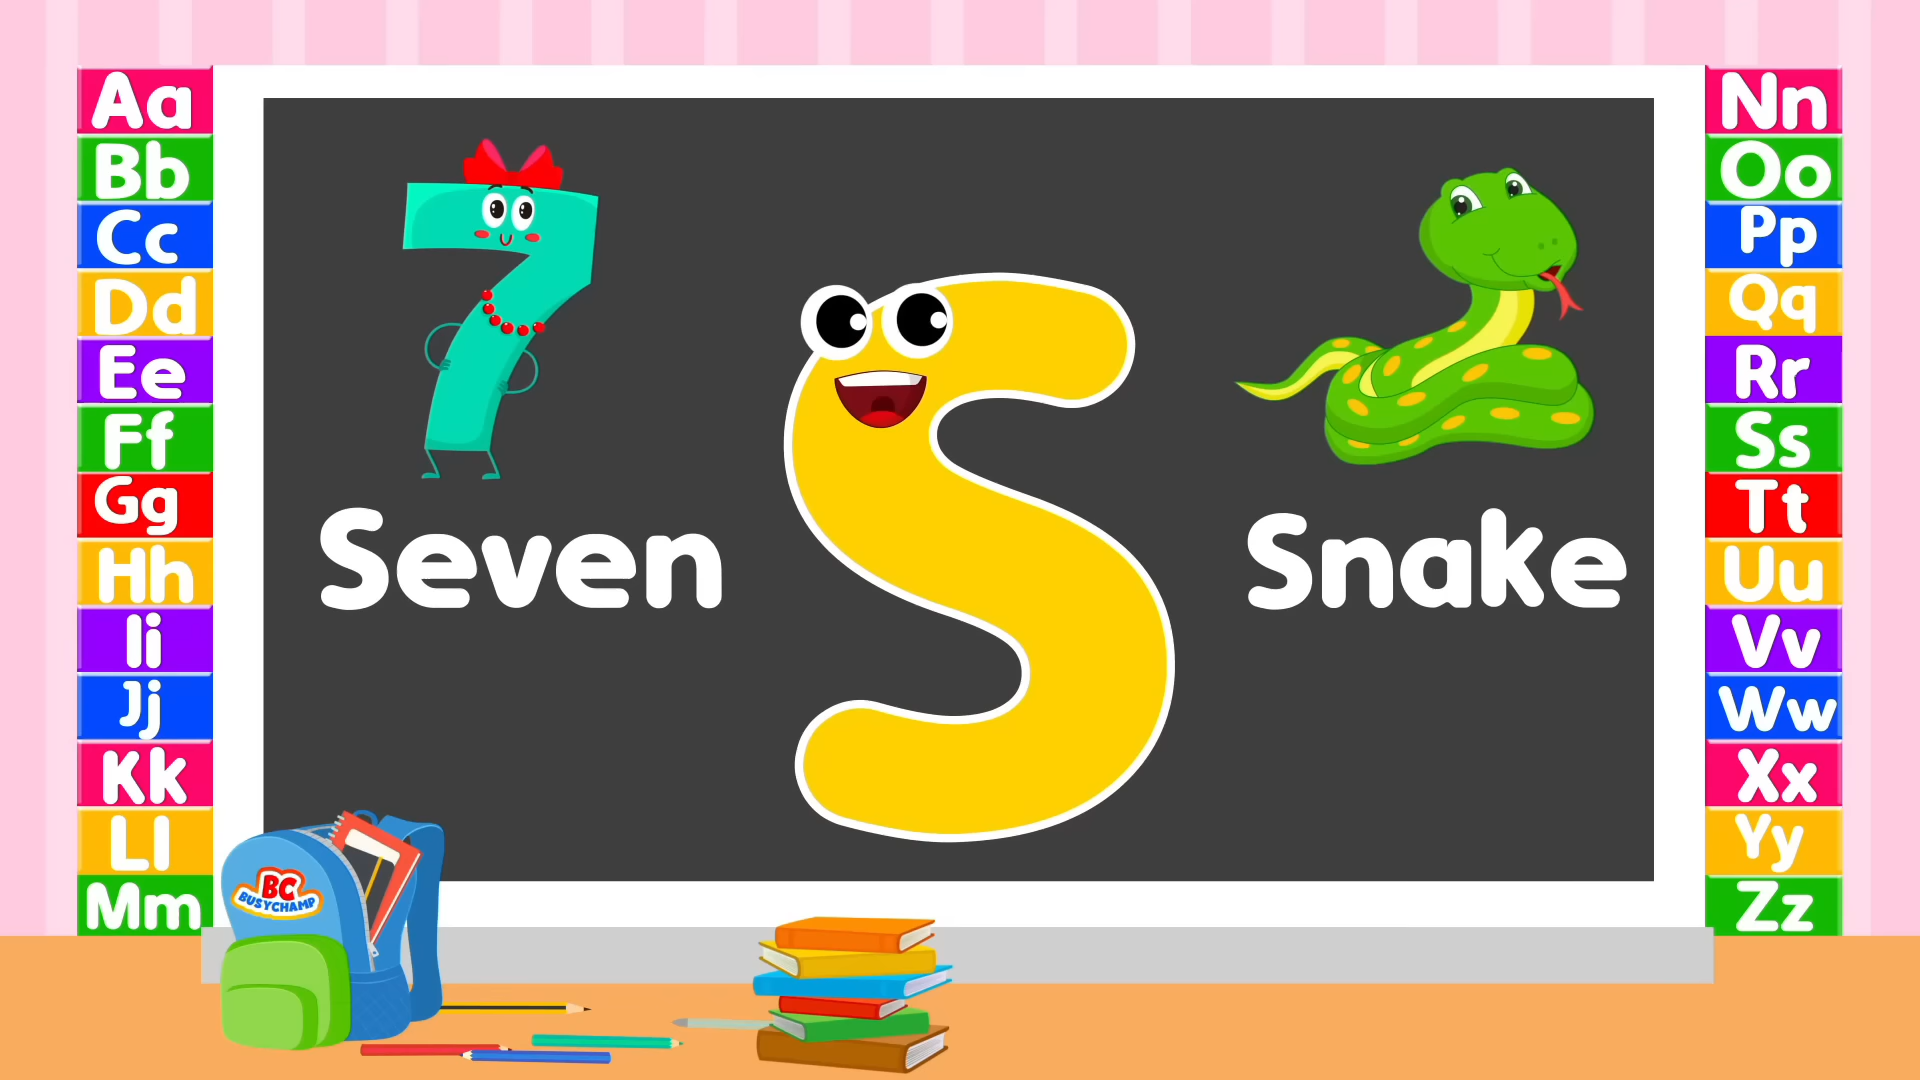 Aa
Bb
Cc
Dd
Ee
Ff
Gg
Hh
Ii
Jj
Kk
Ll
Mm
7
Seven
S
Snake
BC
BUSYCHAMP
Nn
Oo
Pp
Qq
Rr
Ss
Tt
Uu
Vv
Ww
Xx
Yy
Zz